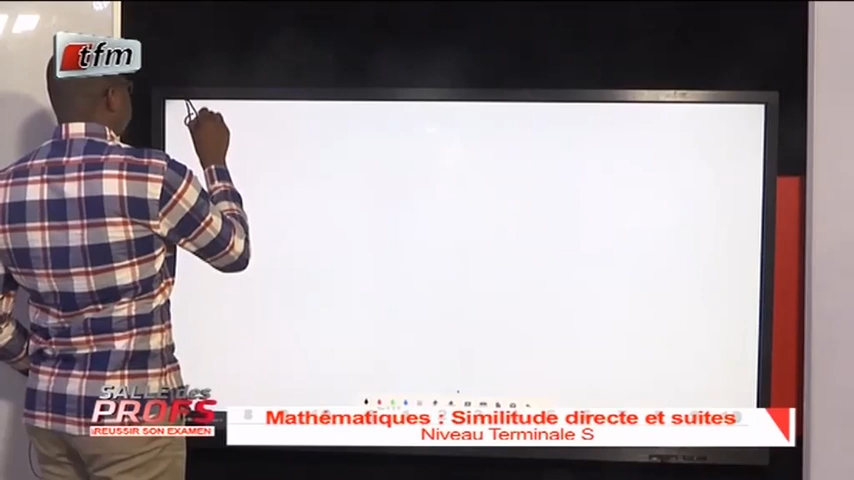 tfm
SALLE des
PROFS
RÉUSSIR SON EXAMEN
Mathématiques : Similitude directe et suites
Niveau Terminale S